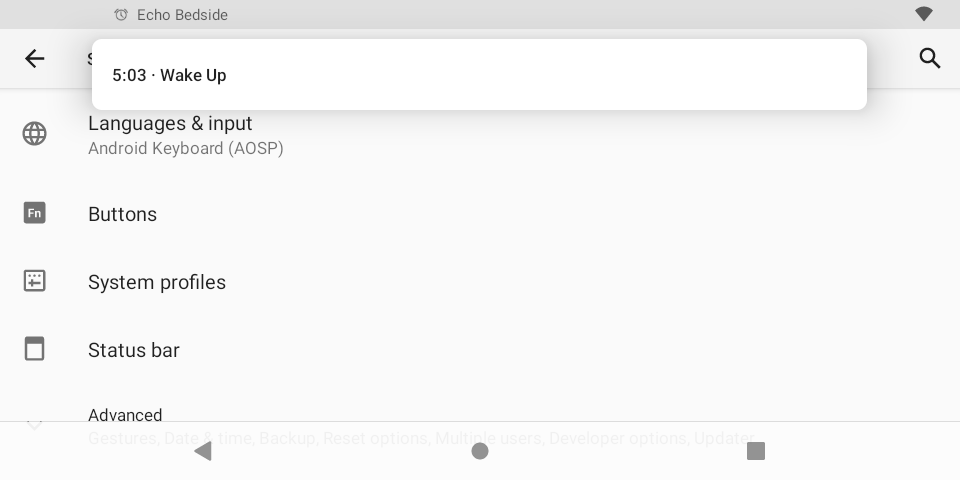 Echo Bedside
5:03 · Wake Up
Languages & input
Android Keyboard (AOSP)
Fn
Buttons
System profiles
Status bar
Advanced
Gestures, Date & time, Backup, Reset options, Multiple users, Developer options, Updater